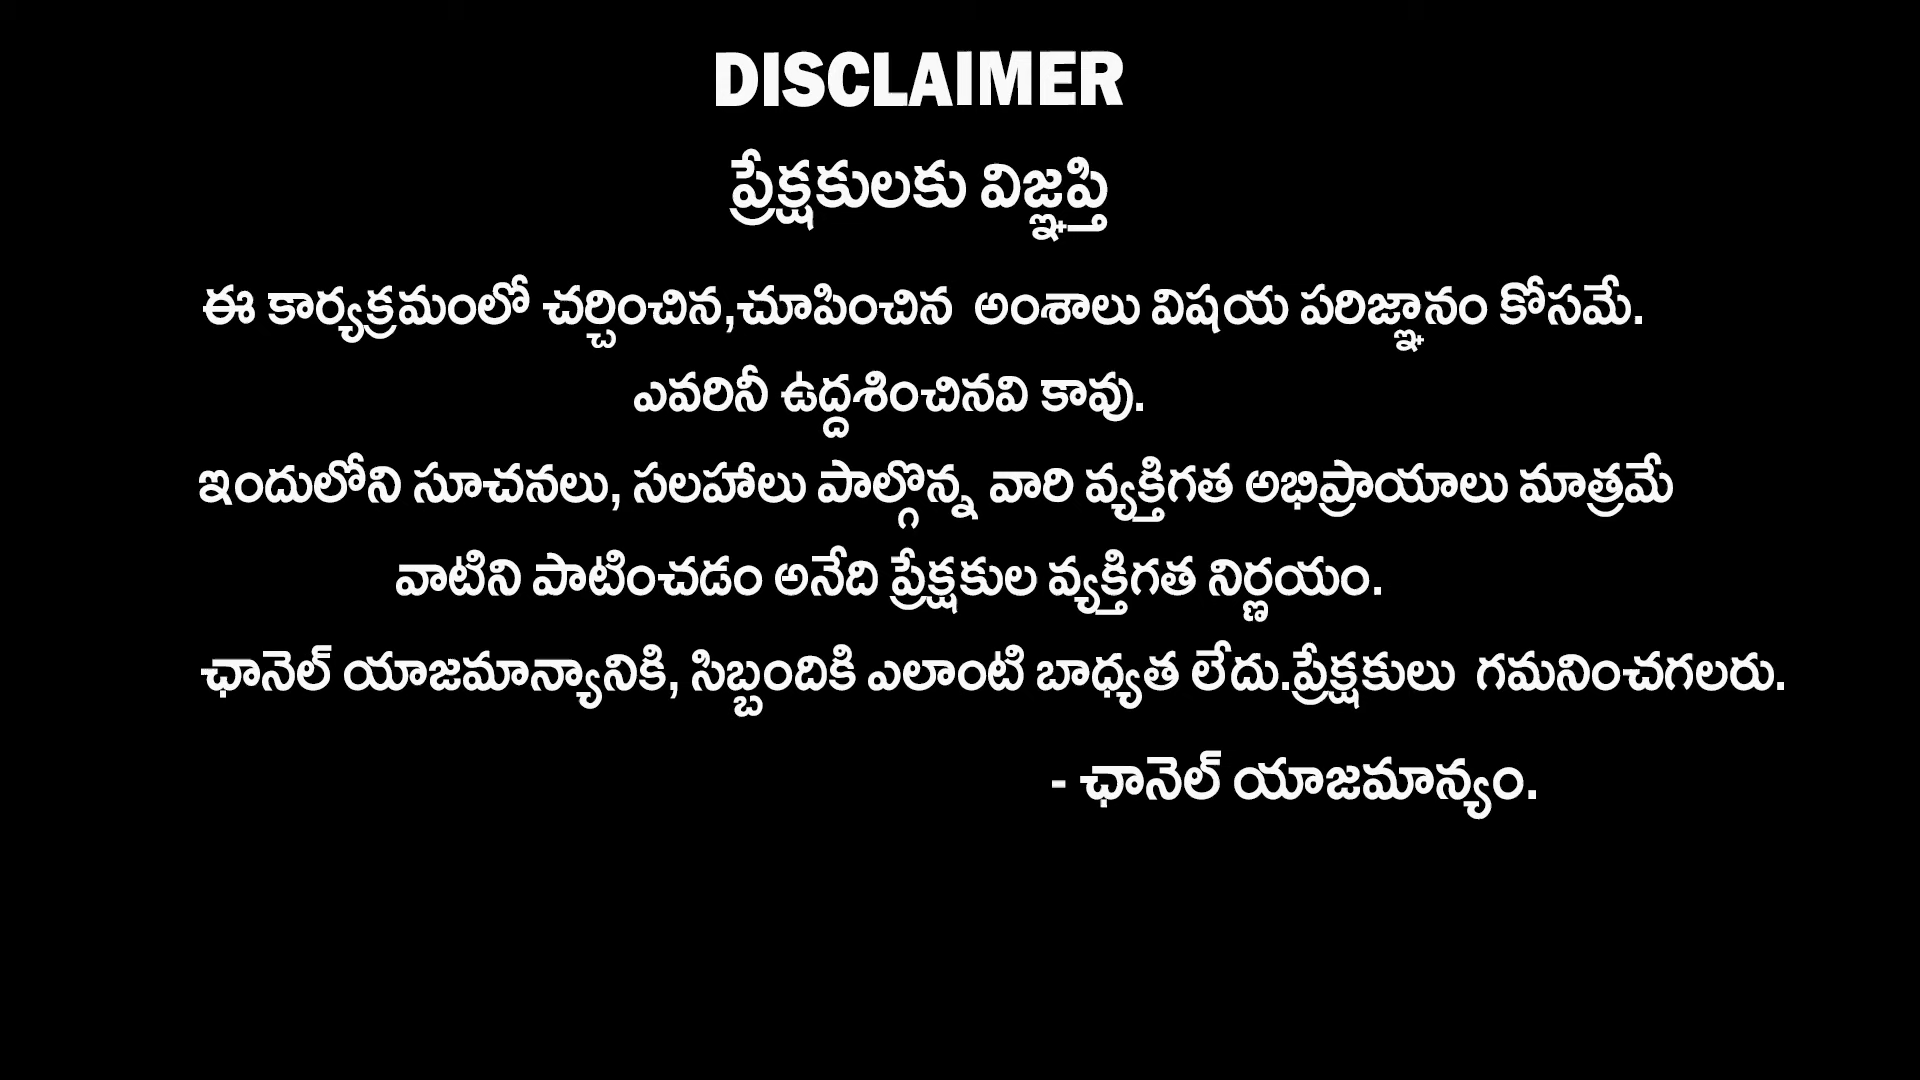 DISCLAIMER
ప్రేక్షకులకు విజ్ఞప్తి
ఈ కార్యక్రమంలో చర్చించిన,చూపించిన అంశాలు విషయ పరిజ్ఞానం కోసమే.
ఎవరినీ ఉద్దశించినవి కావు.
ఇందులోని సూచనలు, సలహాలు పాల్గొన్న వారి వ్యక్తిగత అభిప్రాయాలు మాత్రమే
వాటిని పాటించడం అనేది ప్రేక్షకుల వ్యక్తిగత నిర్ణయం.
ఛానెల్ యాజమాన్యానికి, సిబ్బందికి ఎలాంటి బాధ్యత లేదు.ప్రేక్షకులు గమనించగలరు.
- ఛానెల్ యాజమాన్యం.